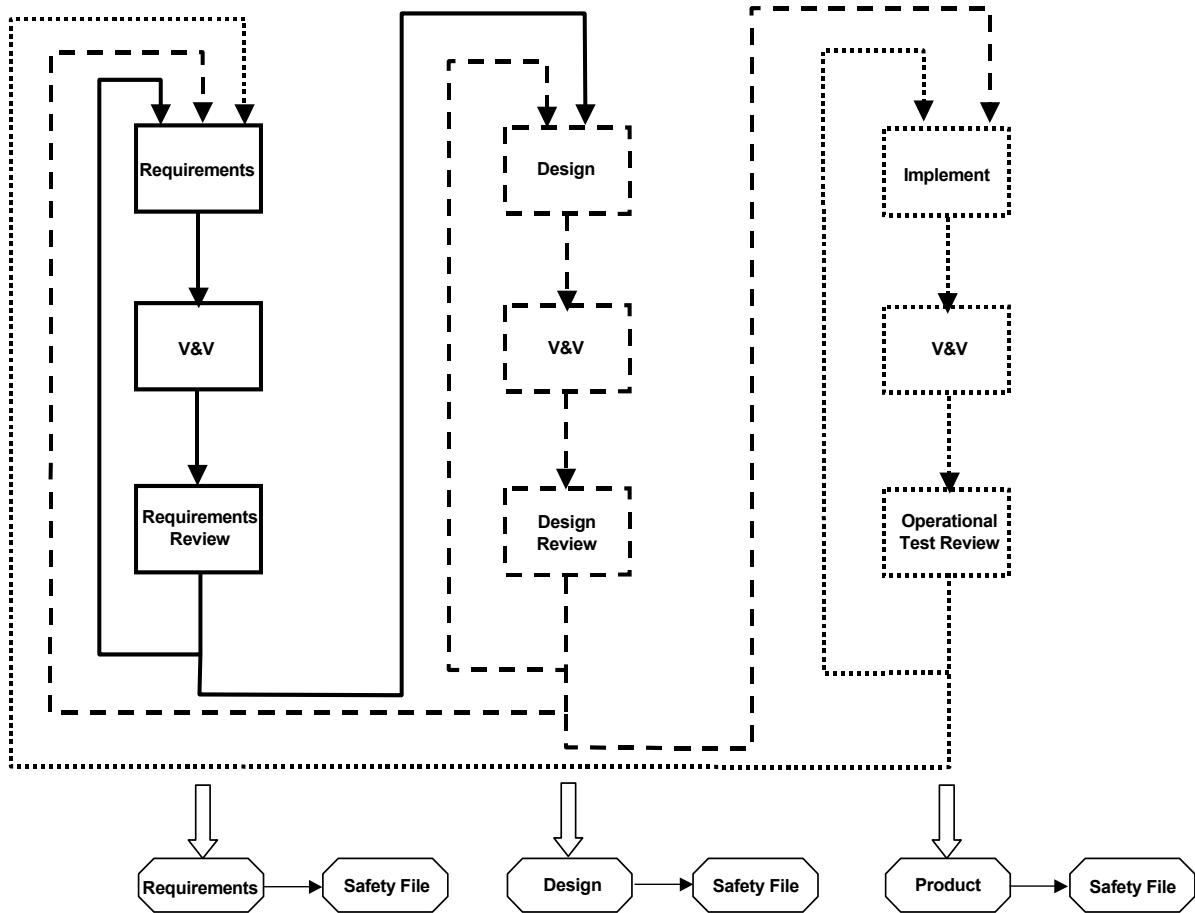 Requirements
Design
Implement
V&V
V&V
V&V
Requirements
Review
Design
Review
Operational
Test Review
Requirements
Safety File
Design
Safety File
Product
Safety File